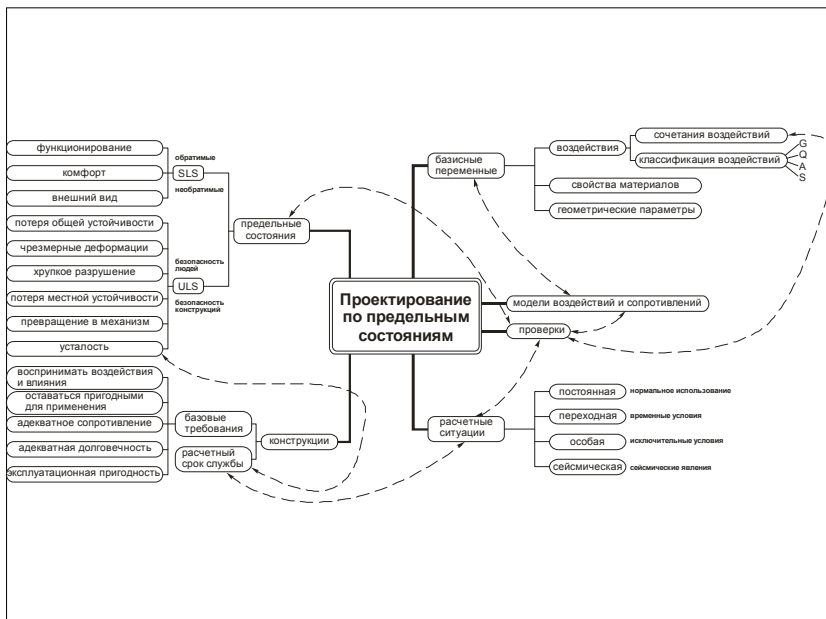 функционирование
комфорт
внешний вид
обратимые
SLS
необратимые
потеря общей устойчивости
чрезмерные деформации
хрупкое разрушение
потеря местной устойчивости
превращение в механизм
усталость
безопасность
людей
ULS
безопасность
конструкций
предельные
состояния
воспринимать воздействия
и влияния
оставаться пригодными
для применения
адекватное сопротивление
адекватная долговечность
эксплуатационная пригодность
базовые
требования
расчетный
срок службы
конструкции
Проектирование
по предельным
состояниям
базисные
переменные
воздействия
сочетания воздействий
классификация воздействий
G
Q
A
S
свойства материалов
геометрические параметры
модели воздействий и сопротивлений
проверки
расчетные
ситуации
постоянная
нормальное использование
переходная
временные условия
особая
исключительные условия
сейсмическая
сейсмические явления